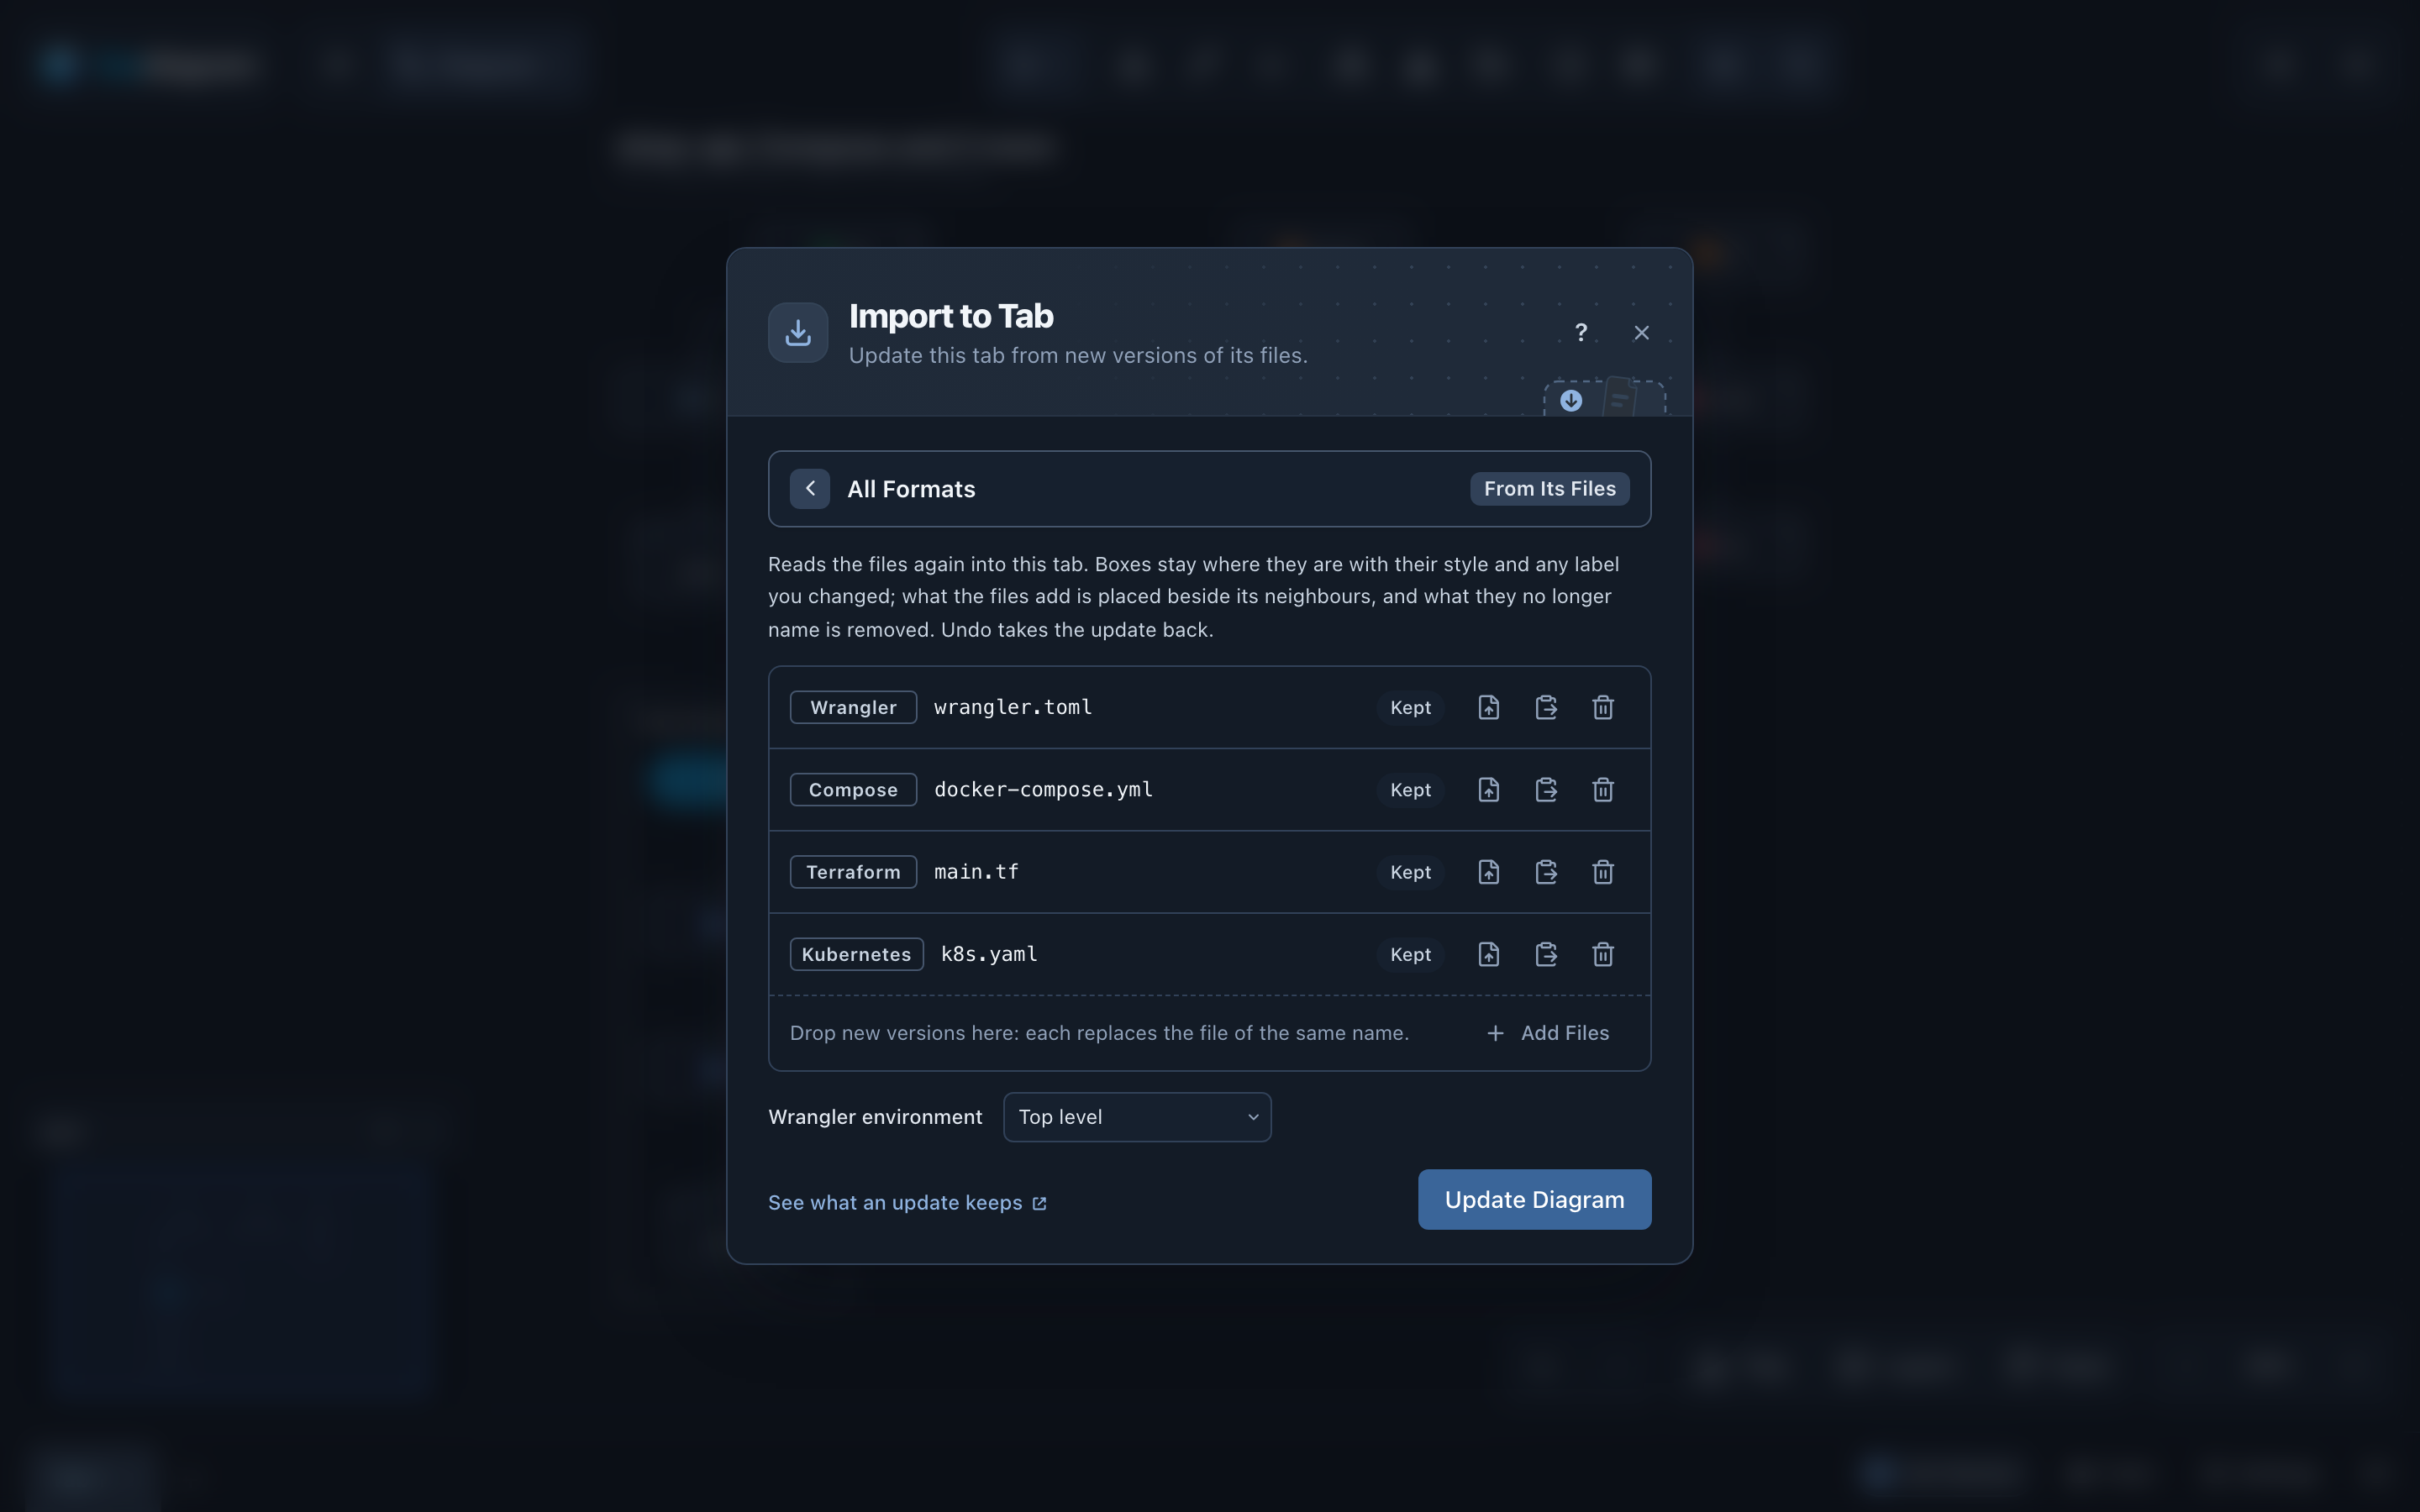 Import to Tab
Update this tab from new versions of its files.
?
All Formats
From Its Files
Reads the files again into this tab. Boxes stay where they are with their style and any label
you changed; what the files add is placed beside its neighbours, and what they no longer
name is removed. Undo takes the update back.
Wrangler wrangler.toml Kept
Compose docker-compose.yml Kept
Terraform main.tf Kept
Kubernetes k8s.yaml Kept
Drop new versions here: each replaces the file of the same name. + Add Files
Wrangler environment Top level
See what an update keeps
Update Diagram